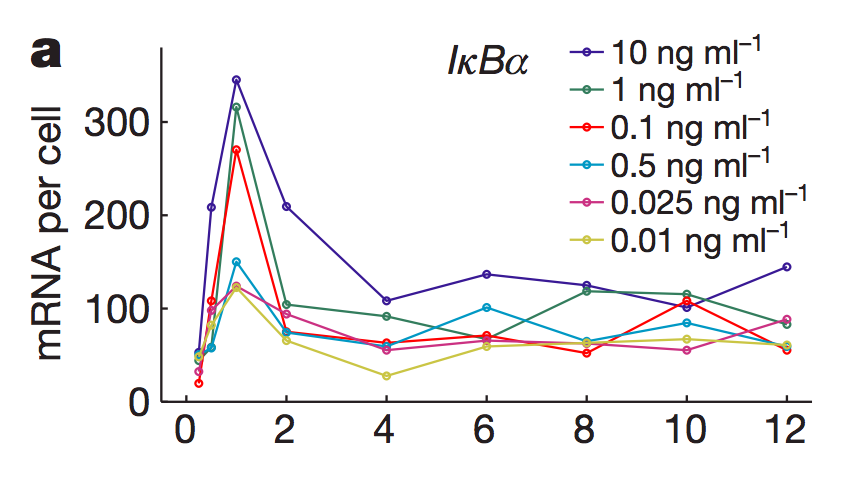 a
IκBα
10 ng ml⁻¹
1 ng ml⁻¹
0.1 ng ml⁻¹
0.5 ng ml⁻¹
0.025 ng ml⁻¹
0.01 ng ml⁻¹
mRNA per cell
300
200
100
0
0 2 4 6 8 10 12